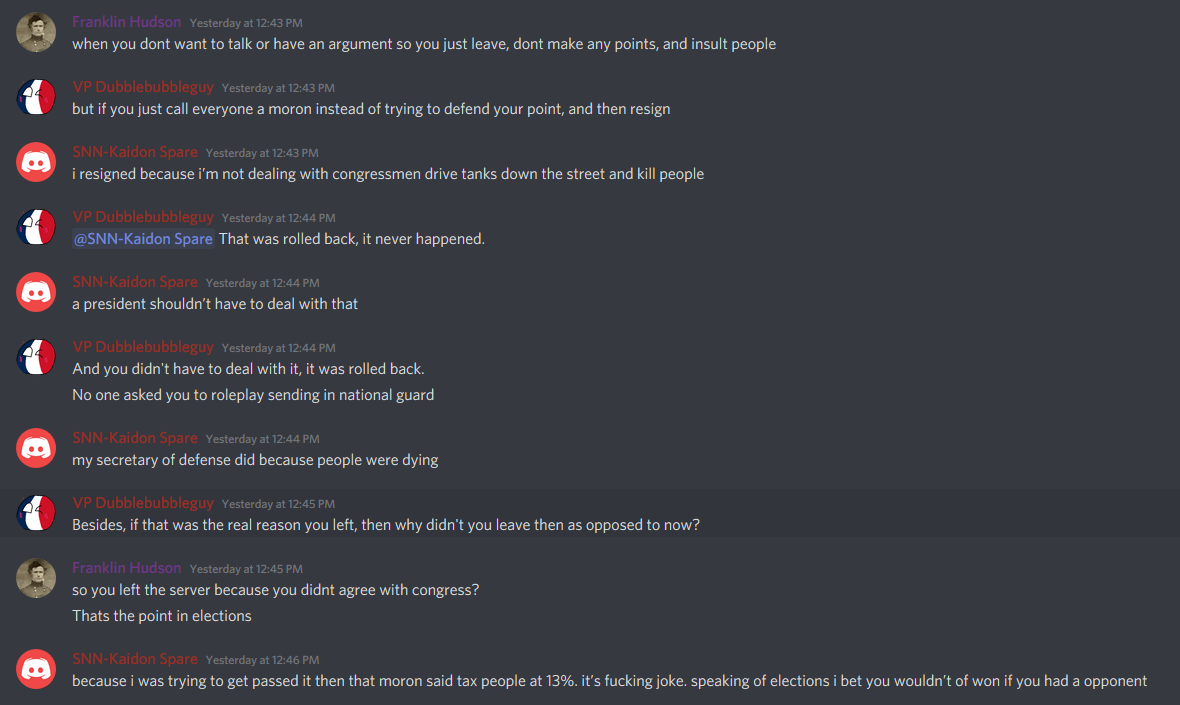 Franklin Hudson Yesterday at 12:43 PM
when you dont want to talk or have an argument so you just leave, dont make any points, and insult people
VP Dubblebubbleguy Yesterday at 12:43 PM
but if you just call everyone a moron instead of trying to defend your point, and then resign
SNN-Kaidon Spare Yesterday at 12:43 PM
i resigned because i'm not dealing with congressmen drive tanks down the street and kill people
VP Dubblebubbleguy Yesterday at 12:44 PM
@SNN-Kaidon Spare That was rolled back, it never happened.
SNN-Kaidon Spare Yesterday at 12:44 PM
a president shouldn't have to deal with that
VP Dubblebubbleguy Yesterday at 12:44 PM
And you didn't have to deal with it, it was rolled back.
No one asked you to roleplay sending in national guard
SNN-Kaidon Spare Yesterday at 12:44 PM
my secretary of defense did because people were dying
VP Dubblebubbleguy Yesterday at 12:45 PM
Besides, if that was the real reason you left, then why didn't you leave then as opposed to now?
Franklin Hudson Yesterday at 12:45 PM
so you left the server because you didnt agree with congress?
Thats the point in elections
SNN-Kaidon Spare Yesterday at 12:46 PM
because i was trying to get passed it then that moron said tax people at 13%. it's fucking joke. speaking of elections i bet you wouldn't of won if you had a opponent